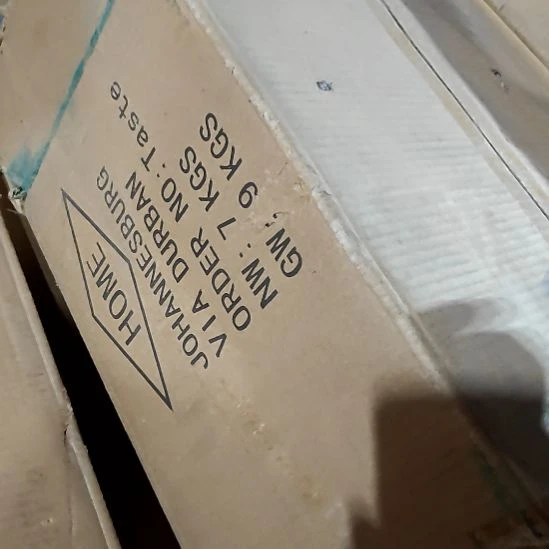 HOME
JOHANNESBURG
VIA DURBAN
ORDER NO: Taste
NW: 7 KGS
GW: 9 KGS